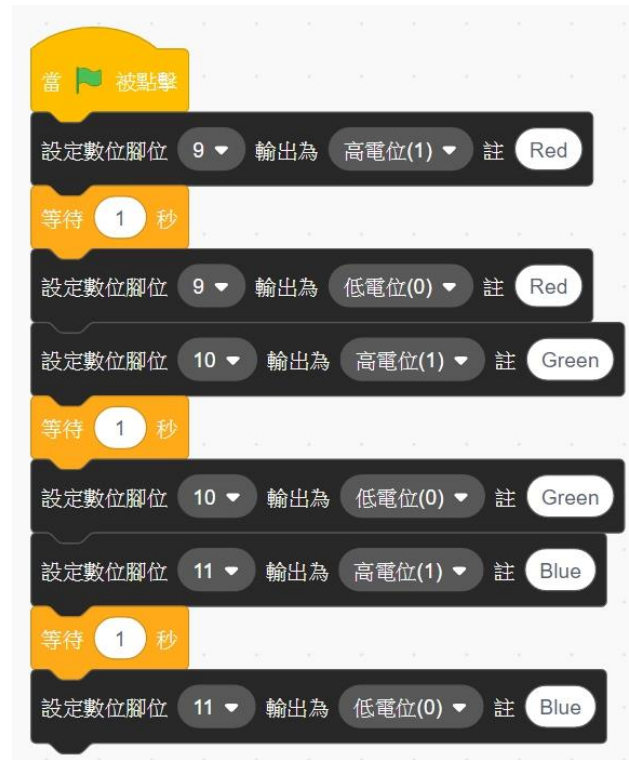 當 被點擊
設定數位腳位 9 輸出為 高電位(1) 註 Red
等待 1 秒
設定數位腳位 9 輸出為 低電位(0) 註 Red
設定數位腳位 10 輸出為 高電位(1) 註 Green
等待 1 秒
設定數位腳位 10 輸出為 低電位(0) 註 Green
設定數位腳位 11 輸出為 高電位(1) 註 Blue
等待 1 秒
設定數位腳位 11 輸出為 低電位(0) 註 Blue